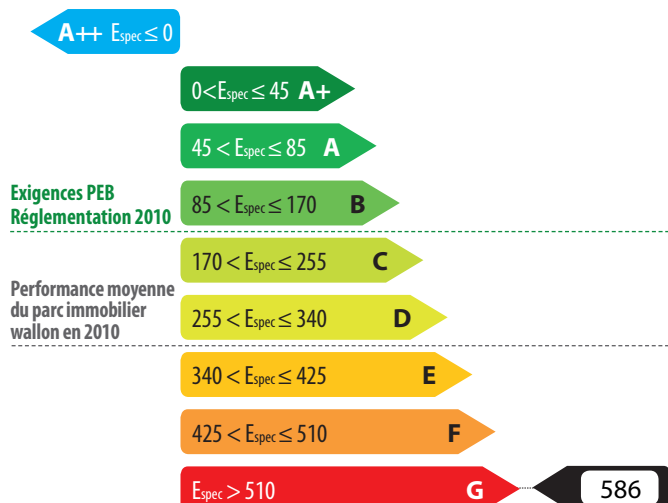 A++ Espec ≤ 0
0<Espec ≤ 45 A+
45 < Espec ≤ 85 A
Exigences PEB
Réglementation 2010
85 < Espec ≤ 170 B
170 < Espec ≤ 255 C
Performance moyenne
du parc immobilier
wallon en 2010
255 < Espec ≤ 340 D
340 < Espec ≤ 425 E
425 < Espec ≤ 510 F
Espec > 510 G 586